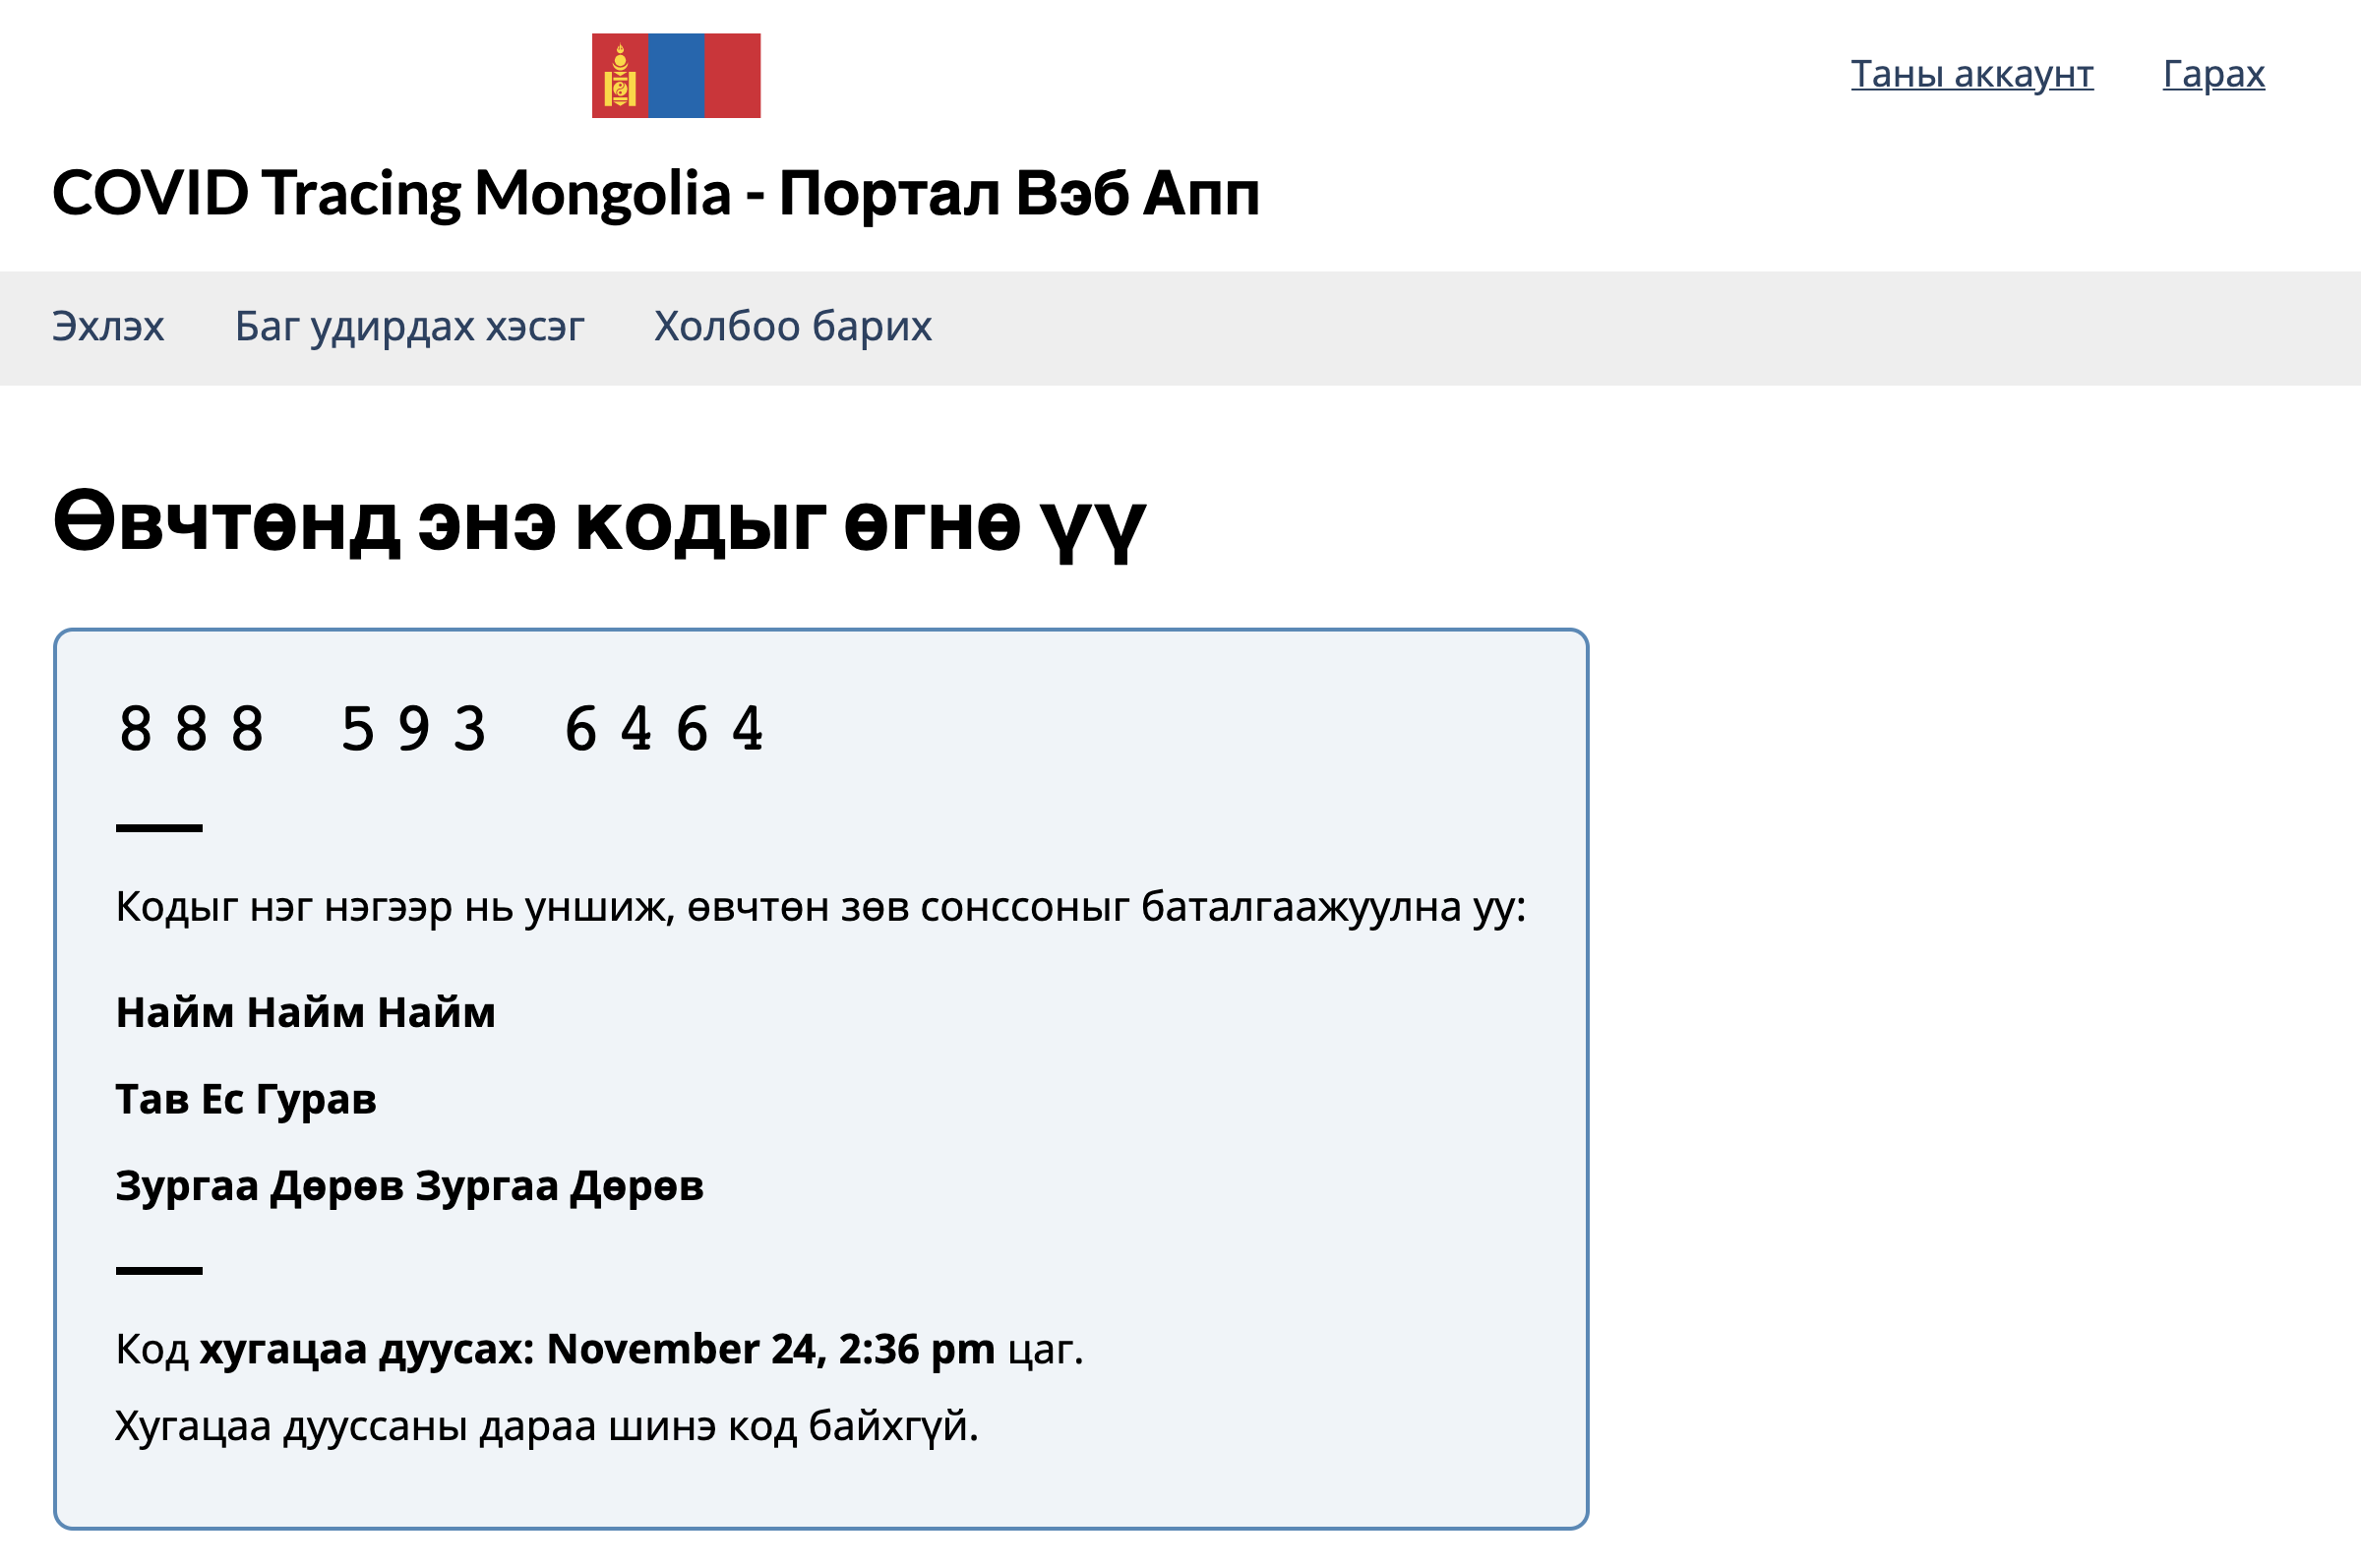 Таны аккаунт Гарах
COVID Tracing Mongolia - Портал Вэб Апп
Эхлэх Баг удирдах хэсэг Холбоо барих
Өвчтөнд энэ кодыг өгнө үү
888 593 6464
Кодыг нэг нэгээр нь унших, өвчтөн зөв сонссоныг баталгаажуулна уу:
Найм Найм Найм
Тав Ес Гурав
Зургаа Дөрөв Зургаа Дөрөв
Код хугацаа дуусах: November 24, 2:36 pm цаг.
Хугацаа дууссаны дараа шинэ код байхгүй.